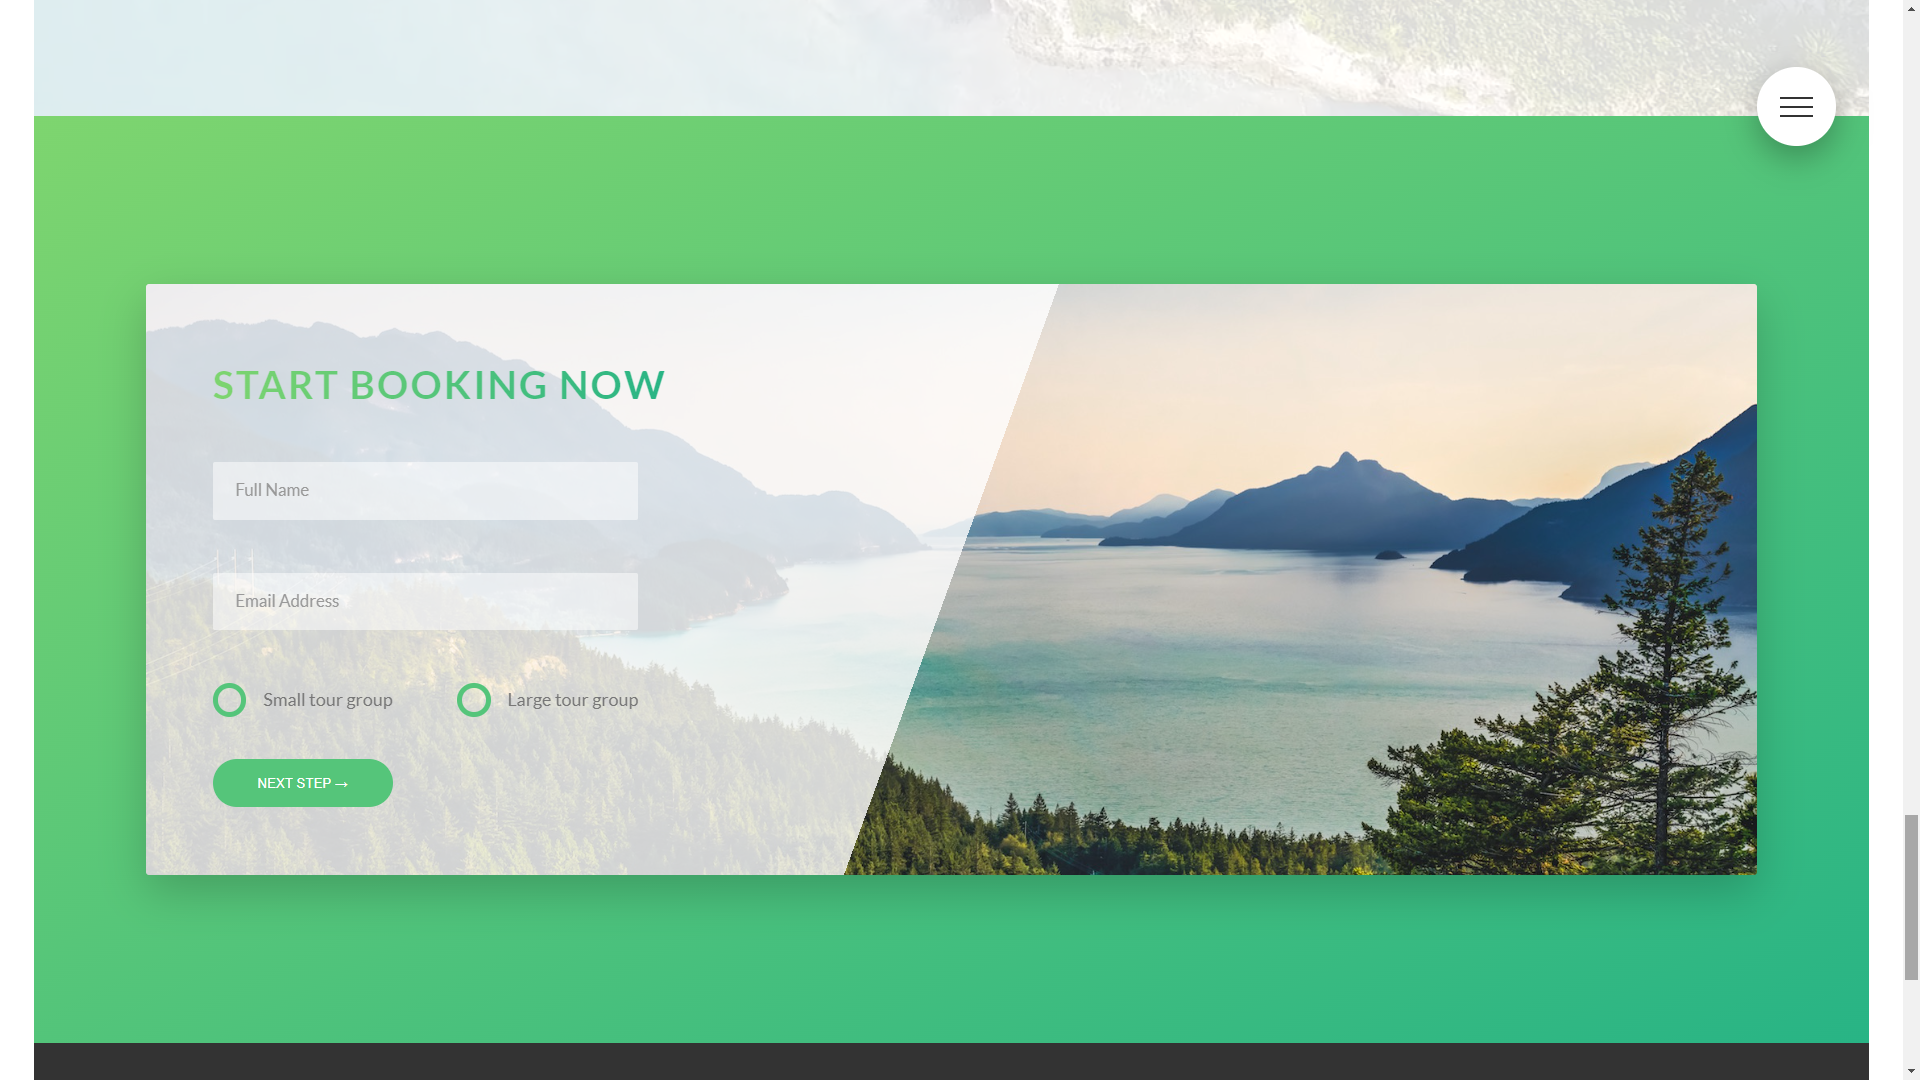 START BOOKING NOW
Full Name
Email Address
Small tour group
Large tour group
NEXT STEP →